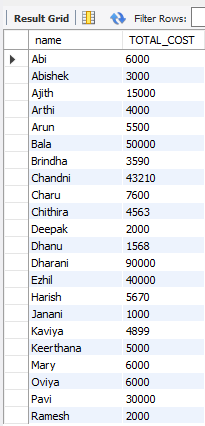 Result Grid Filter Rows:
name TOTAL_COST
Abi 6000
Abishek 3000
Ajith 15000
Arthi 4000
Arun 5500
Bala 50000
Brindha 3590
Chandni 43210
Charu 7600
Chithira 4563
Deepak 2000
Dhanu 1568
Dharani 90000
Ezhil 40000
Harish 5670
Janani 1000
Kaviya 4899
Keerthana 5000
Mary 6000
Oviya 6000
Pavi 30000
Ramesh 2000